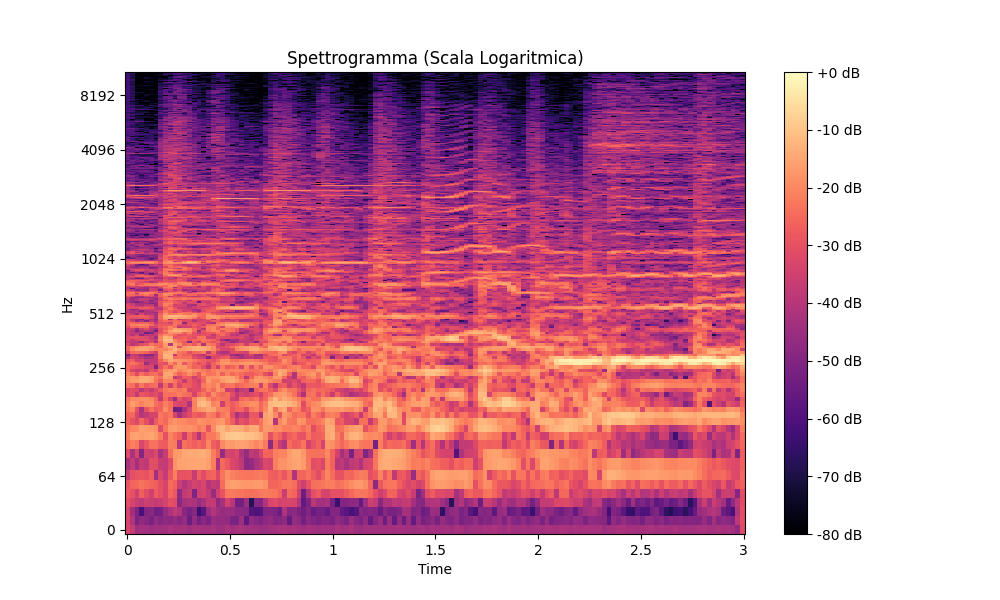 Spettrogramma (Scala Logaritmica)
Hz
8192
4096
2048
1024
512
256
128
64
0
0
0.5
1
1.5
2
2.5
3
Time
+0 dB
-10 dB
-20 dB
-30 dB
-40 dB
-50 dB
-60 dB
-70 dB
-80 dB